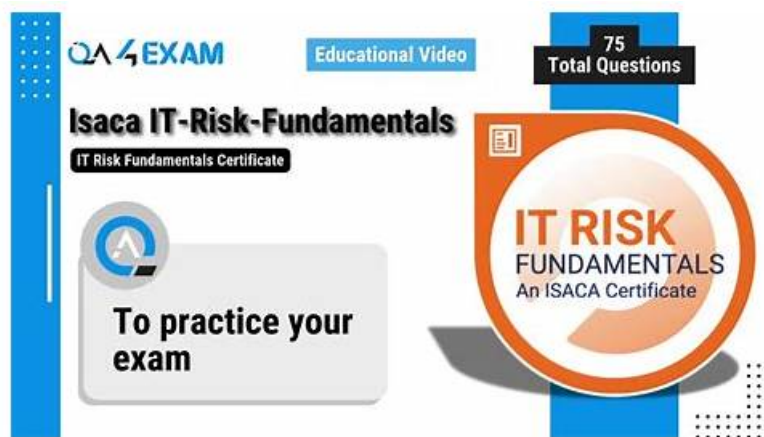 QA4EXAM
Educational Video
75
Total Questions
Isaca IT-Risk-Fundamentals
IT Risk Fundamentals Certificate
IT RISK
FUNDAMENTALS
An ISACA Certificate
To practice your
exam